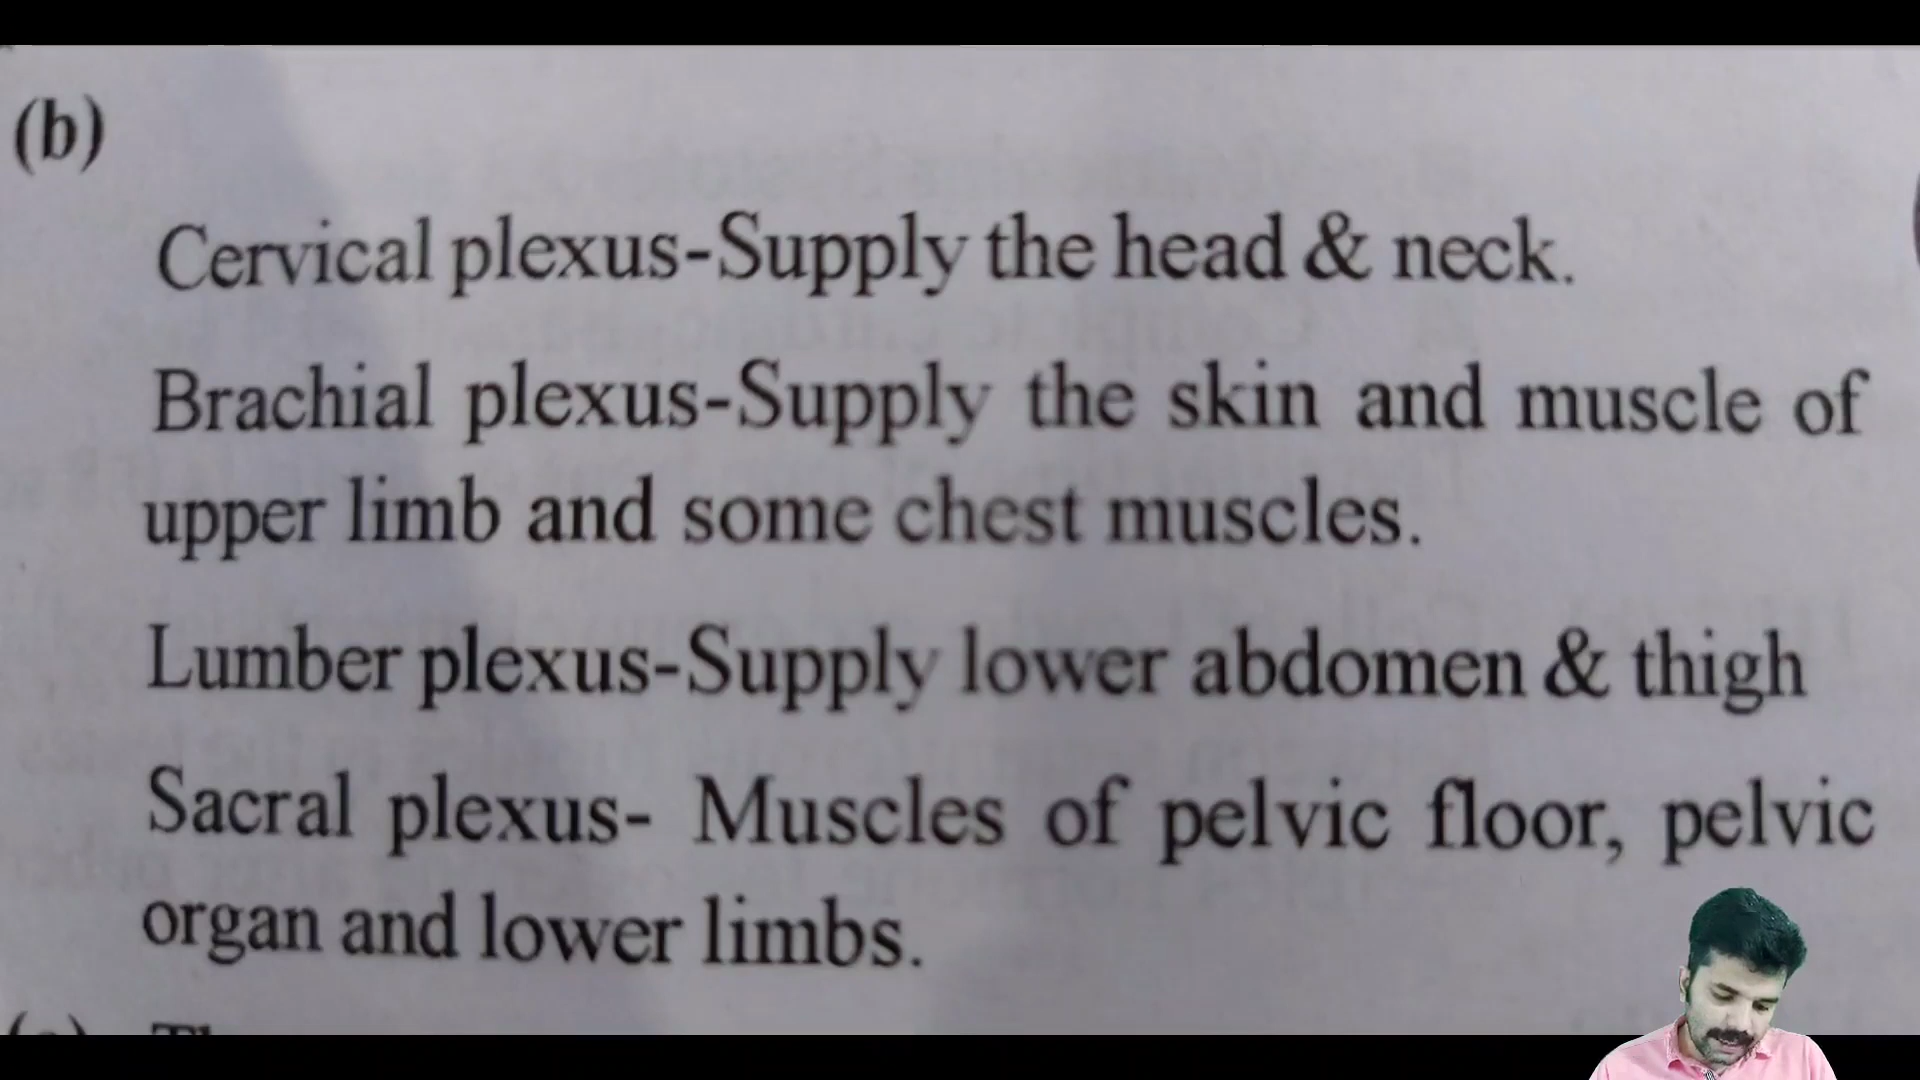 (b)
Cervical plexus-Supply the head & neck.
Brachial plexus-Supply the skin and muscle of
upper limb and some chest muscles.
Lumber plexus-Supply lower abdomen & thigh
Sacral plexus- Muscles of pelvic floor, pelvic
organ and lower limbs.